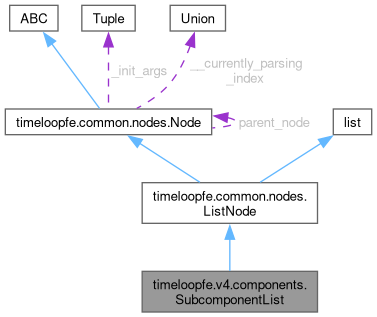 ABC
Tuple
Union
_init_args
__currently_parsing
_index
timeloopfe.common.nodes.Node
parent_node
list
timeloopfe.common.nodes.
ListNode
timeloopfe.v4.components.
SubcomponentList